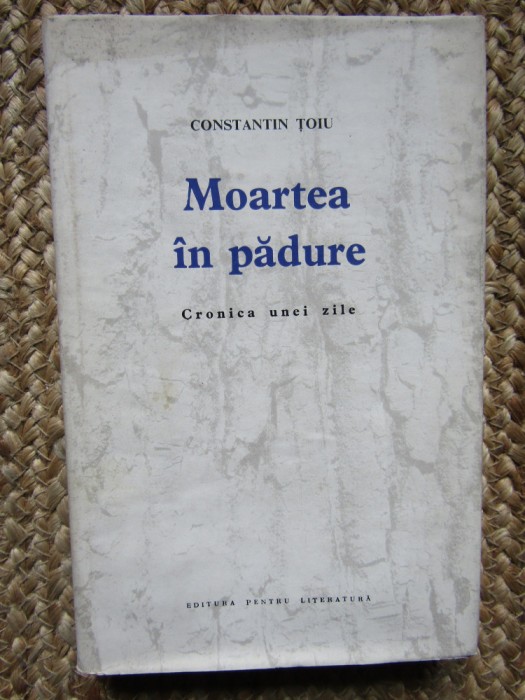 CONSTANTIN ȚOIU
Moartea
în pădure
Cronica unei zile
EDITURA PENTRU LITERATURĂ